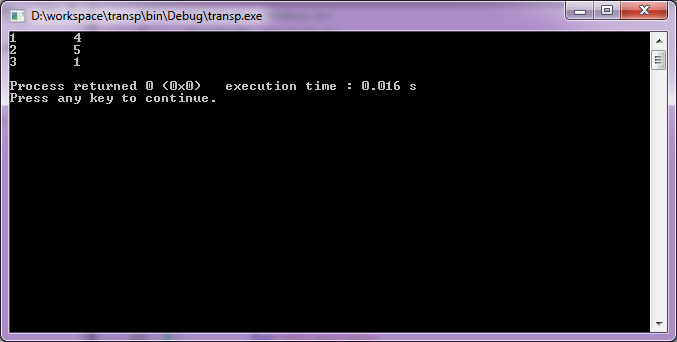 D:\workspace\transp\bin\Debug\transp.exe
1       4
2       5
3       1
Process returned 0 (0x0)   execution time : 0.016 s
Press any key to continue.